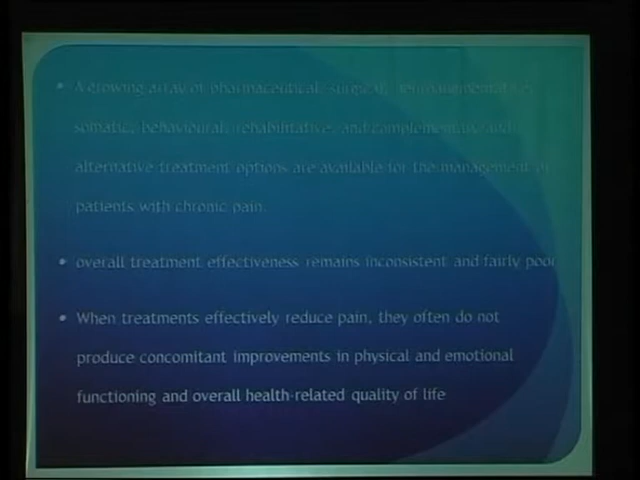 • A growing array of pharmaceutical, surgical,
somatic, behavioural, rehabilitative, and complementary and
alternative treatment options are available for the management of
patients with chronic pain.
• overall treatment effectiveness remains inconsistent and fairly poor
• When treatments effectively reduce pain, they often do not
produce concomitant improvements in physical and emotional
functioning and overall health-related quality of life